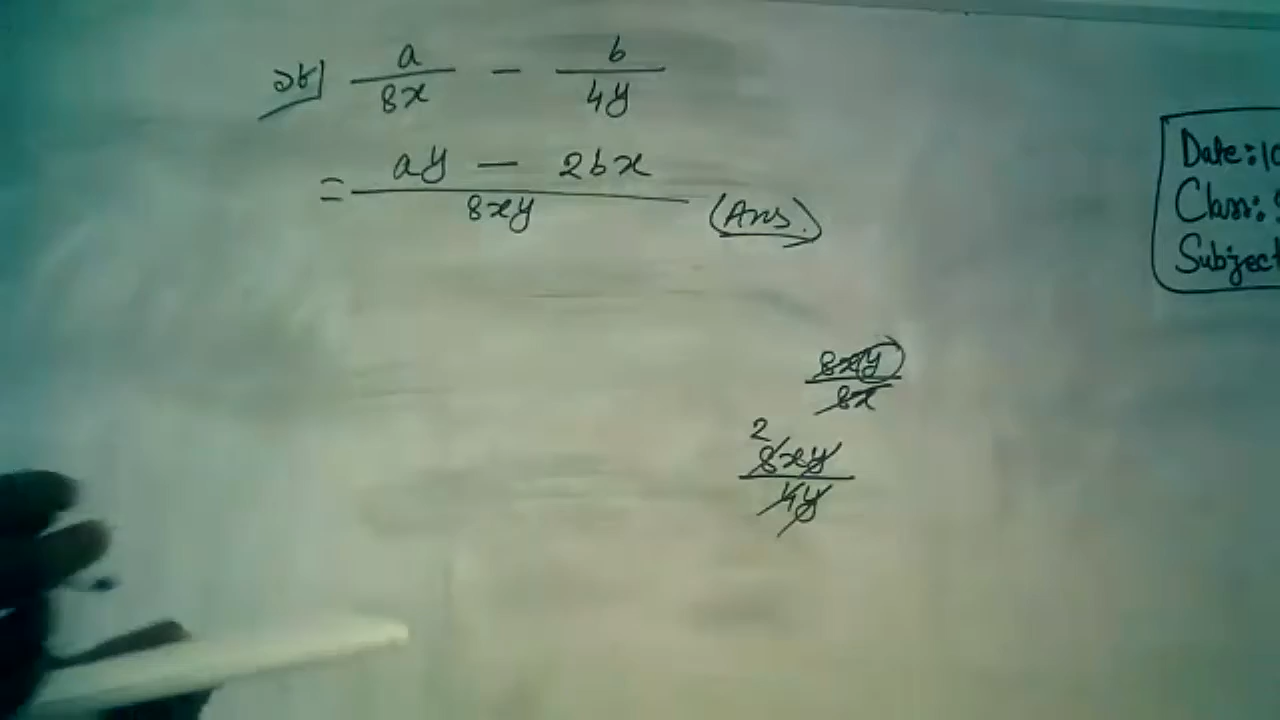 ২৮| a/8x - b/4y
= ay - 2bx / 8xy (Ans.)
Date:
Class:
Subject
8xy/8x
2
8xy/4y